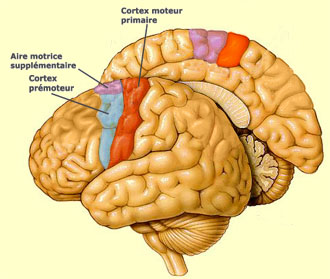 Cortex moteur
primaire
Aire motrice
supplémentaire
Cortex
prémoteur